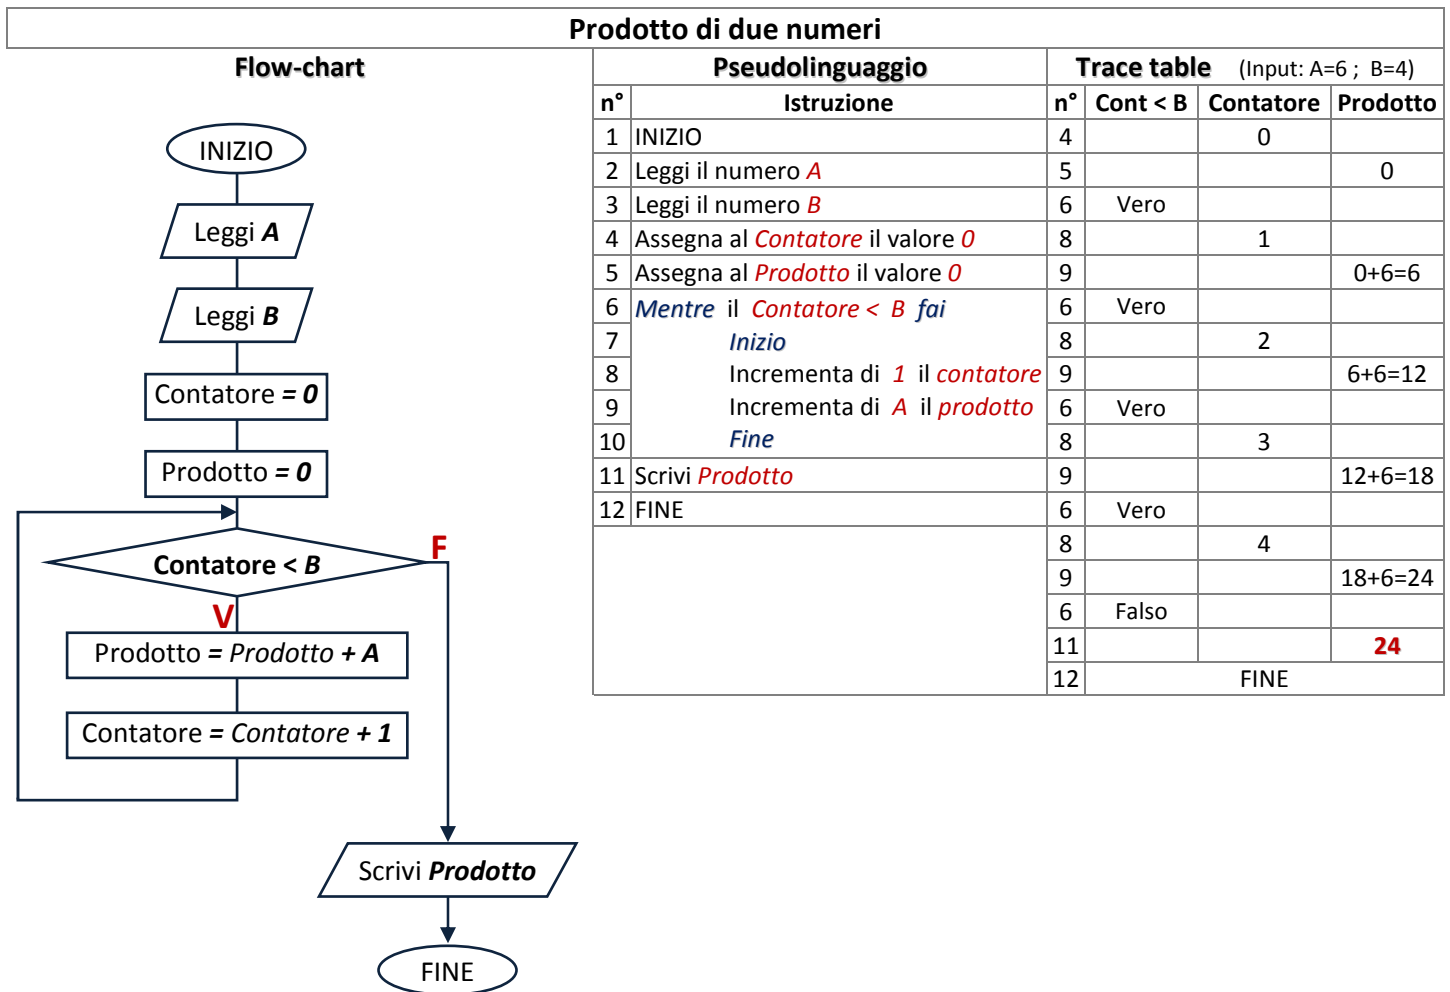 Prodotto di due numeri
Flow-chart
INIZIO
Leggi A
Leggi B
Contatore = 0
Prodotto = 0
Contatore < B
F
V
Prodotto = Prodotto + A
Contatore = Contatore + 1
Scrivi Prodotto
FINE
Pseudolinguaggio
n° Istruzione
1 INIZIO
2 Leggi il numero A
3 Leggi il numero B
4 Assegna al Contatore il valore 0
5 Assegna al Prodotto il valore 0
6 Mentre il Contatore < B fai
7 Inizio
8 Incrementa di 1 il contatore
9 Incrementa di A il prodotto
10 Fine
11 Scrivi Prodotto
12 FINE
Trace table (Input: A=6 ; B=4)
n° Cont < B Contatore Prodotto
4 0
5 0
6 Vero
8 1
9 0+6=6
6 Vero
8 2
9 6+6=12
6 Vero
8 3
9 12+6=18
6 Vero
8 4
9 18+6=24
6 Falso
11 24
12 FINE